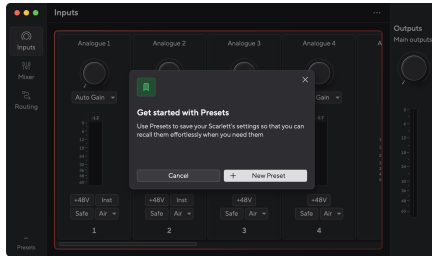 Inputs
Outputs
Main outputs
Inputs
Mixer
Routing
Presets
Analogue 1
Analogue 2
Analogue 3
Analogue 4
A
Auto Gain
Gain
Get started with Presets
Use Presets to save your Scarlett's settings so that you can
recall them effortlessly when you need them
Cancel
+ New Preset
+48V Inst
+48V Inst
+48V
+48V
Safe Air
Safe Air
Safe Air
Safe Air
1
2
3
4